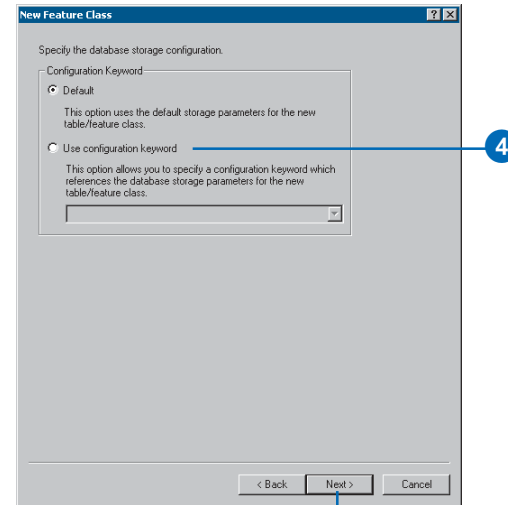 New Feature Class
? X
Specify the database storage configuration.
Configuration Keyword
Default
This option uses the default storage parameters for the new
table/feature class.
Use configuration keyword
4
This option allows you to specify a configuration keyword which
references the database storage parameters for the new
table/feature class.
< Back Next > Cancel